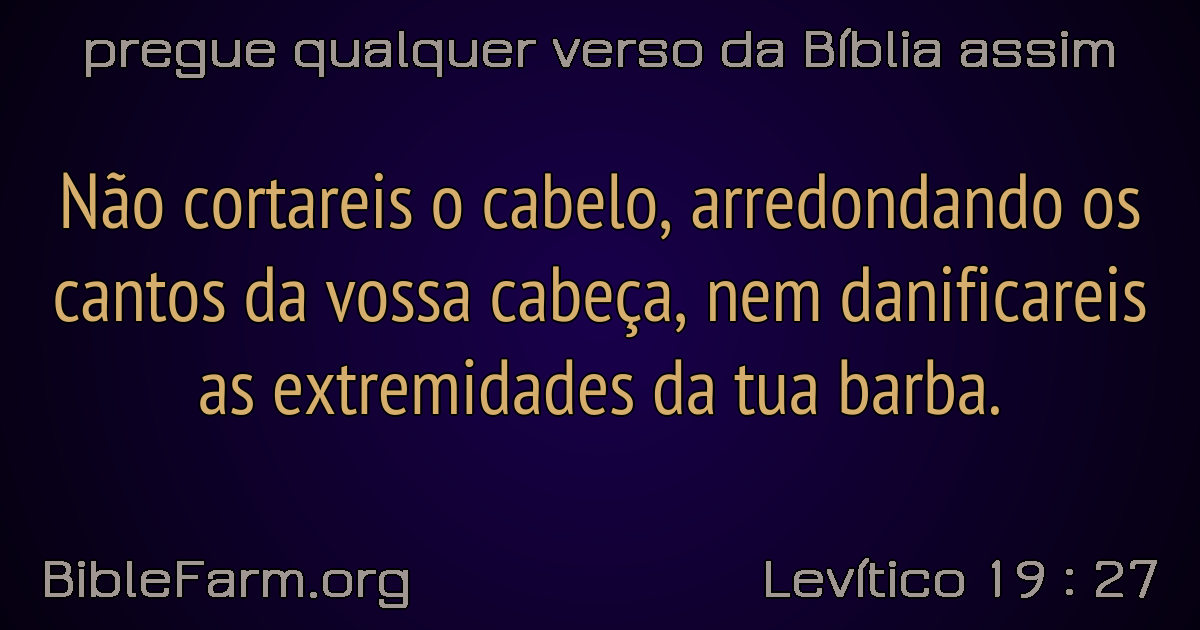 pregue qualquer verso da Bíblia assim
Não cortareis o cabelo, arredondando os
cantos da vossa cabeça, nem danificareis
as extremidades da tua barba.
BibleFarm.org
Levítico 19 : 27